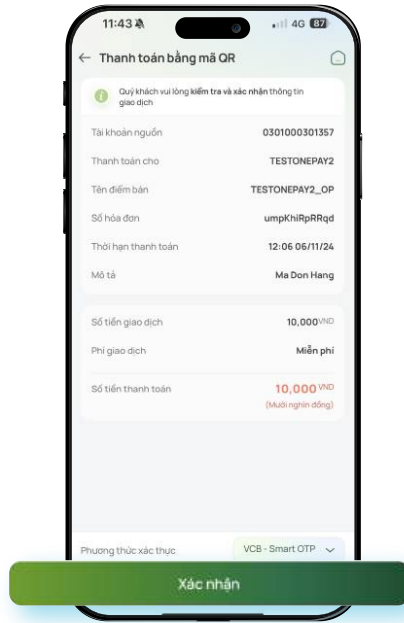 11:43
4G 87
Thanh toán bằng mã QR
Quý khách vui lòng kiểm tra và xác nhận thông tin
giao dịch
Tài khoản nguồn 0301000301357
Thanh toán cho TESTONEPAY2
Tên điểm bán TESTONEPAY2_OP
Số hóa đơn umpKhiRpRRqd
Thời hạn thanh toán 12:06 06/11/24
Mô tả Ma Don Hang
Số tiền giao dịch 10,000 VND
Phí giao dịch Miễn phí
Số tiền thanh toán 10,000 VND
(Mười nghìn đồng)
Phương thức xác thực VCB - Smart OTP
Xác nhận